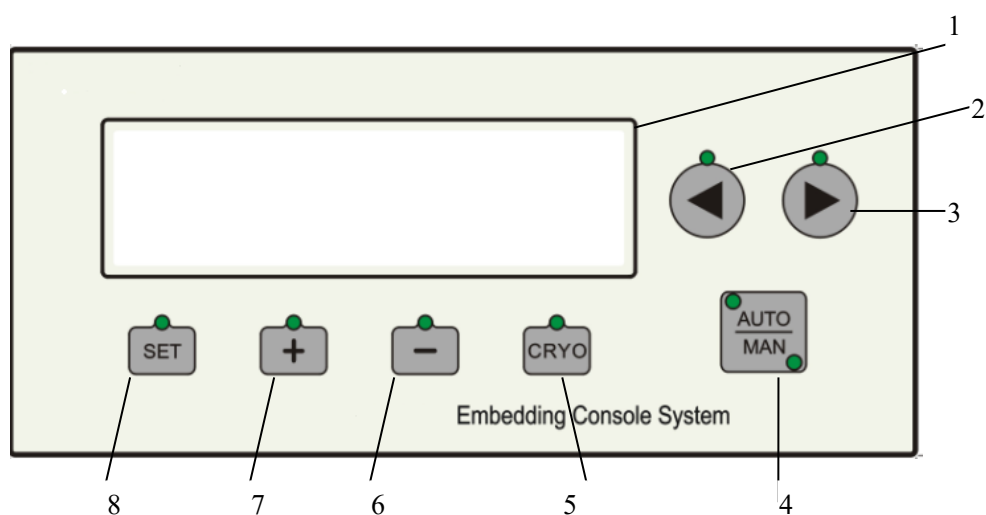 1
2
3
AUTO
MAN
SET
+
−
CRYO
Embedding Console System
8 7 6 5 4